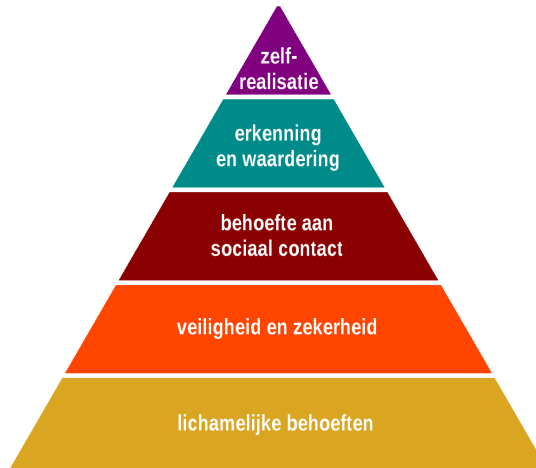 zelf-
realisatie
erkenning
en waardering
behoefte aan
sociaal contact
veiligheid en zekerheid
lichamelijke behoeften